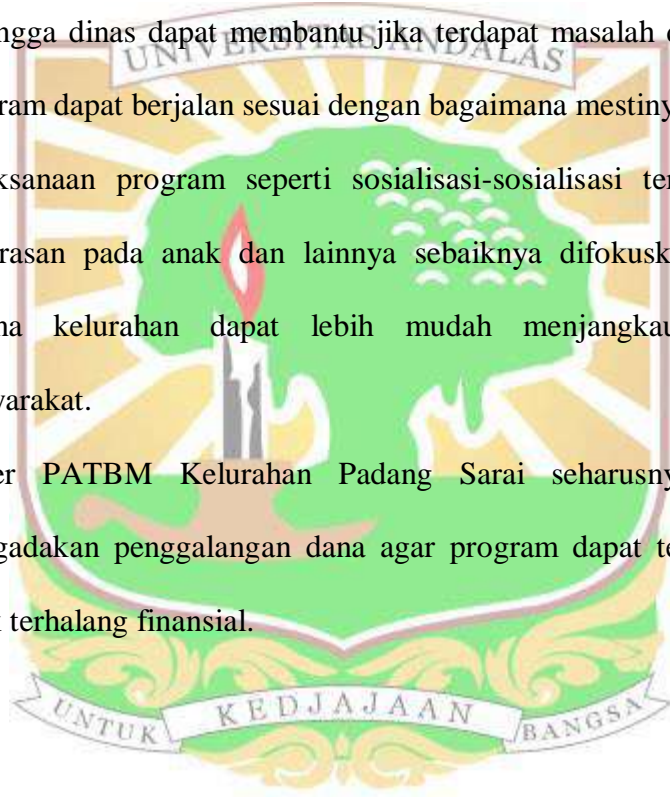 ngga dinas dapat membantu jika terdapat masalah
UNIVERSITAS ANDALAS
ram dapat berjalan sesuai dengan bagaimana mestiny
ksanaan program seperti sosialisasi-sosialisasi ter
rasan pada anak dan lainnya sebaiknya difokusk
na kelurahan dapat lebih mudah menjangkau
yarakat.
er PATBM Kelurahan Padang Sarai seharusny
gadakan penggalangan dana agar program dapat te
terhalang finansial.
UNTUK KEDJAJAAN BANGSA